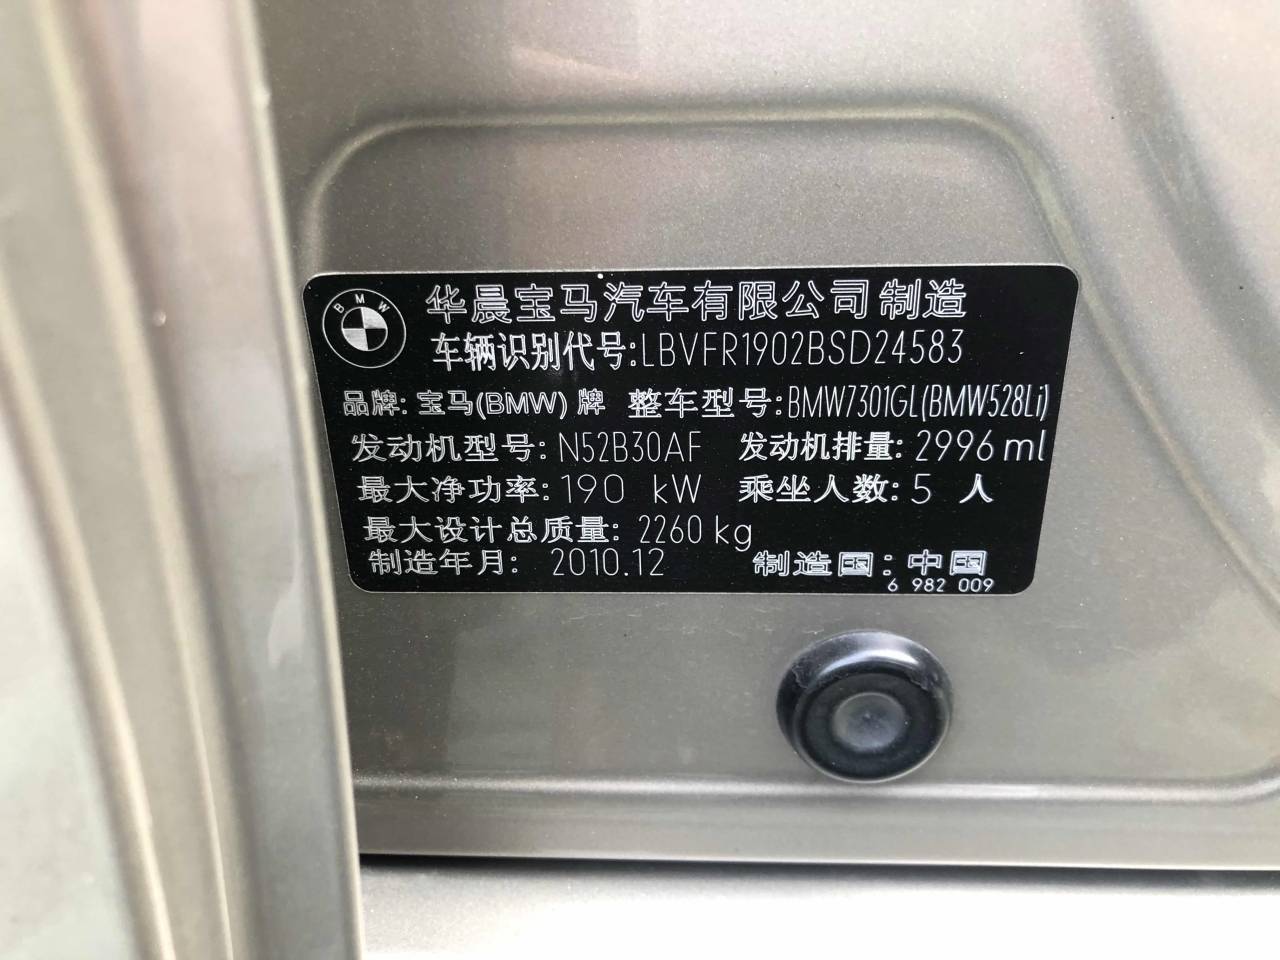 BMW
华晨宝马汽车有限公司制造
车辆识别代号:LBVFR1902BSD24583
品牌: 宝马(BMW) 牌 整车型号:BMW7301GL(BMW528Li)
发动机型号: N52B30AF 发动机排量: 2996 ml
最大净功率: 190 kW 乘坐人数: 5 人
最大设计总质量: 2260 kg
制造年月: 2010.12 制造国: 中国
6 982 009